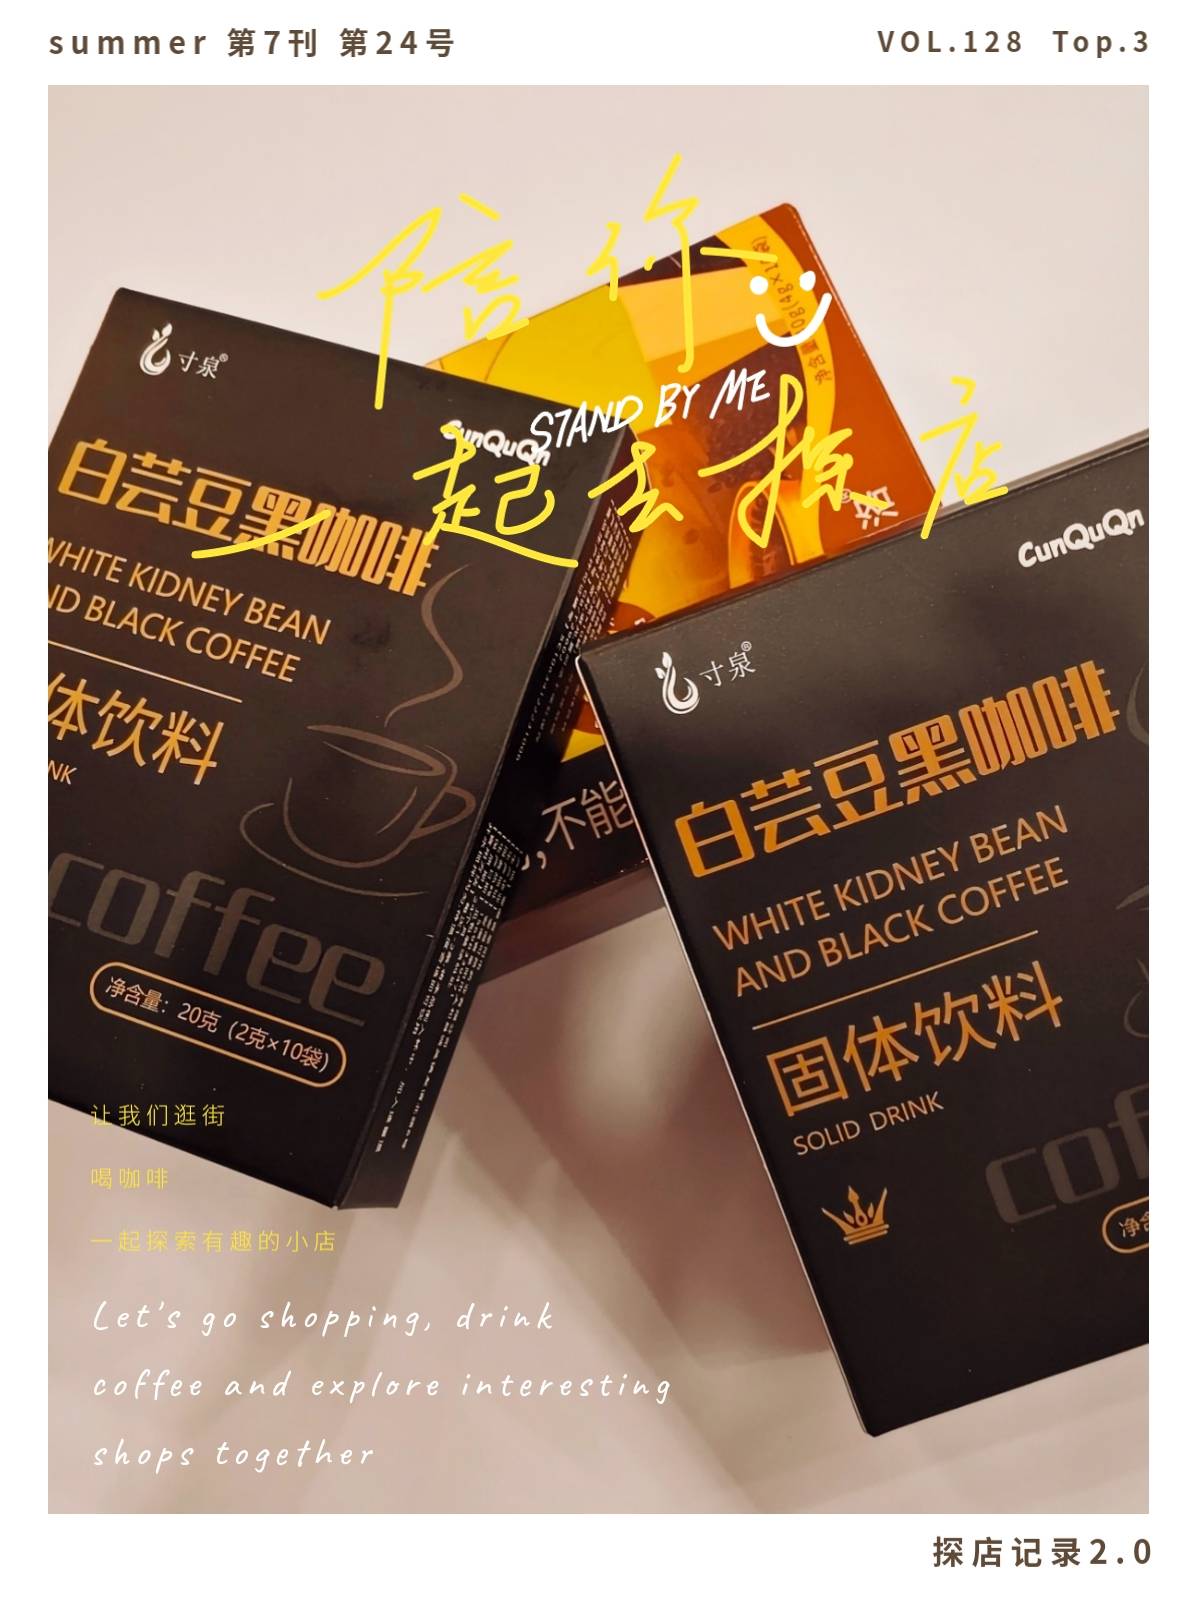 summer 第7刊 第24号
VOL.128 Top.3
陪你
STAND BY ME
一起去探店
寸泉®
CunQuQn
白芸豆黑咖啡
WHITE KIDNEY BEAN
ND BLACK COFFEE
体饮料
NK
coffee
净含量：20克（2克×10袋）
,不能
CunQuQn
寸泉®
白芸豆黑咖啡
WHITE KIDNEY BEAN
AND BLACK COFFEE
固体饮料
SOLID DRINK
cof
净含
让我们逛街
喝咖啡
一起探索有趣的小店
Let's go shopping, drink
coffee and explore interesting
shops together
探店记录2.0